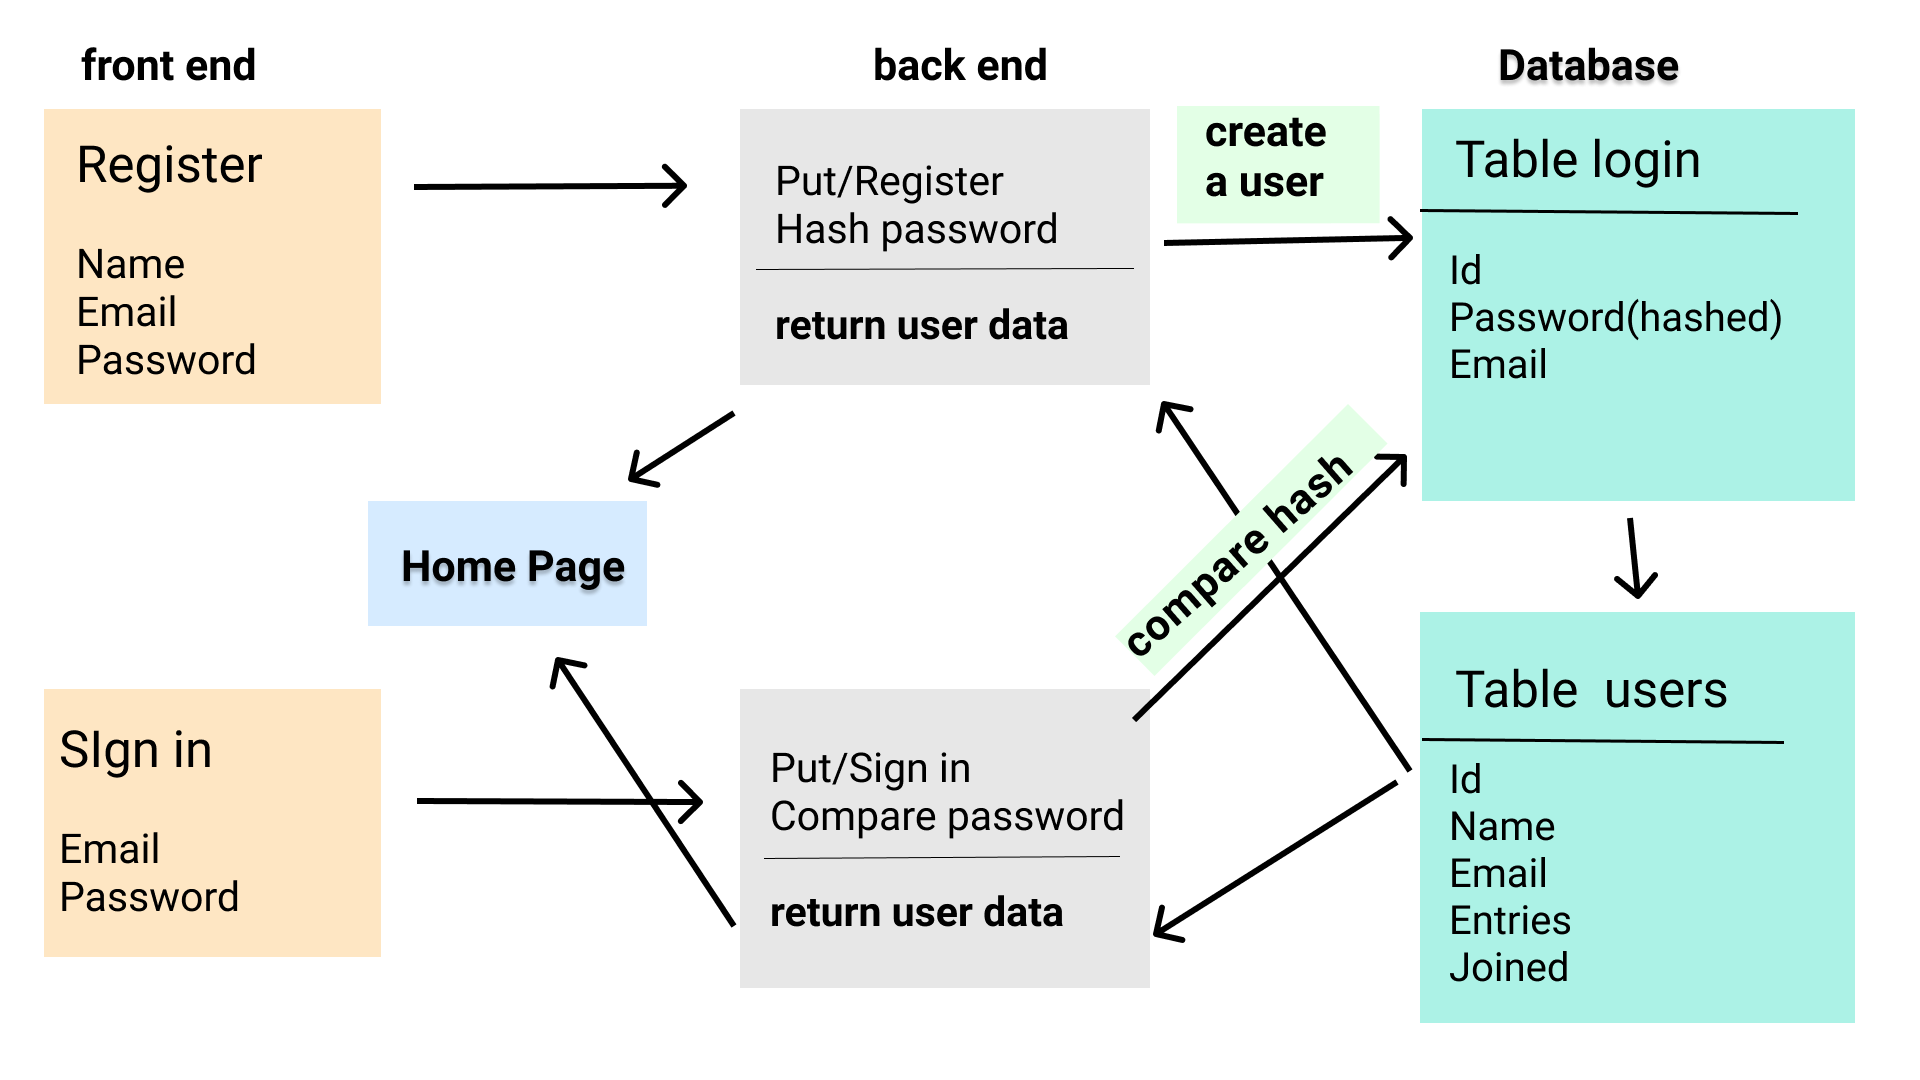 front end
back end
Database
Register
Name
Email
Password
Put/Register
Hash password
return user data
create
a user
Table login
Id
Password(hashed)
Email
Home Page
compare hash
SIgn in
Email
Password
Put/Sign in
Compare password
return user data
Table users
Id
Name
Email
Entries
Joined